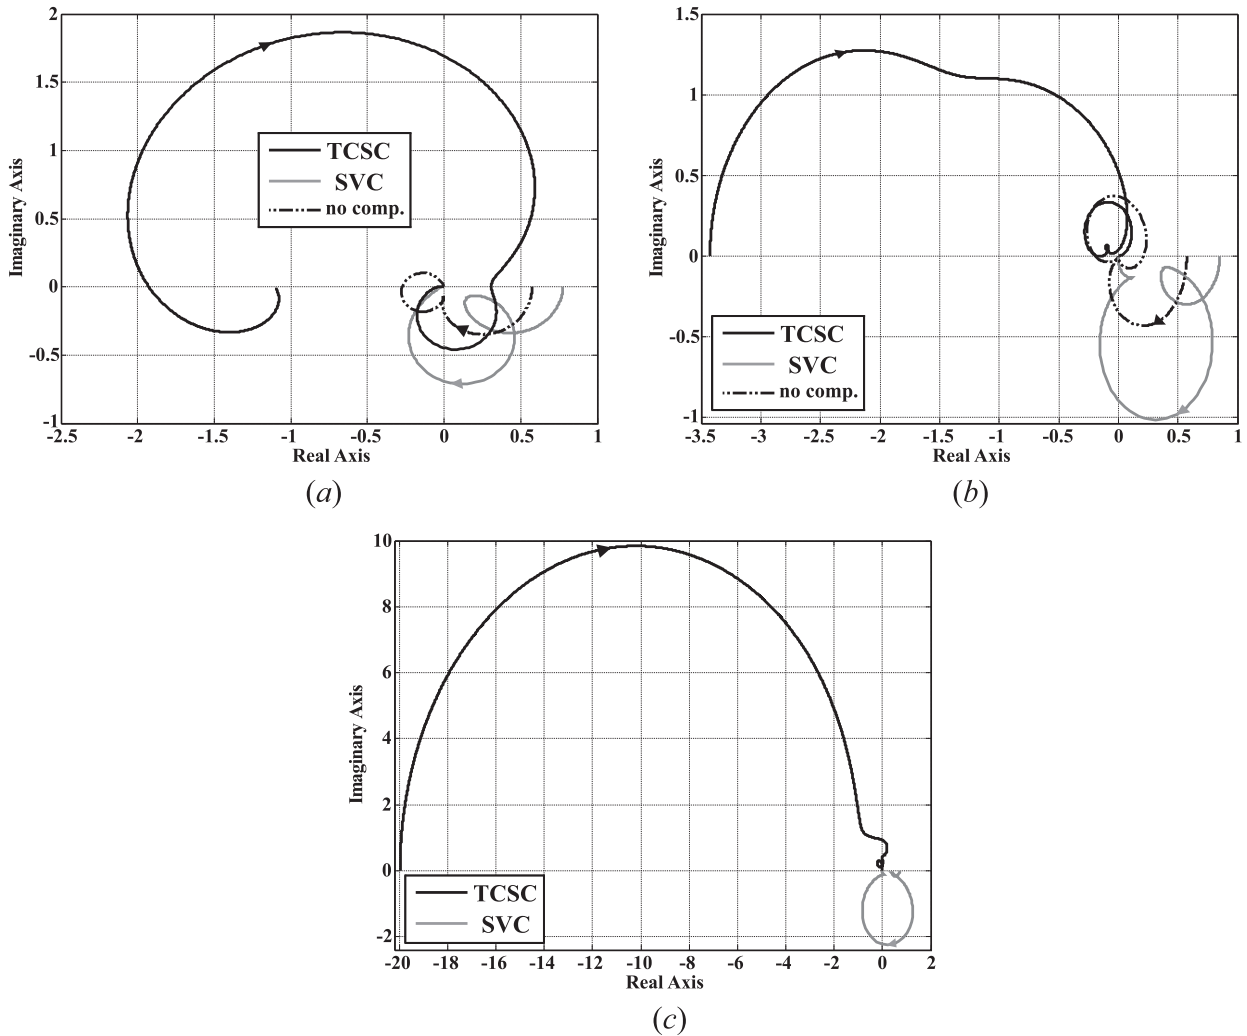 2
1.5
1
0.5
0
-0.5
-1
Imaginary Axis
TCSC
SVC
no comp.
-2.5 2 -1.5 -1 -0.5 0 0.5 1
Real Axis
(a)
1.5
1
0.5
0
-0.5
-1
Imaginary Axis
TCSC
SVC
no comp.
-3.5 -3 -2.5 -2 -1.5 -1 -0.5 0 0.5 1
Real Axis
(b)
10
8
6
4
2
0
-2
Imaginary Axis
TCSC
SVC
-20 -18 -16 -14 -12 -10 -8 -6 -4 -2 0 2
Real Axis
(c)